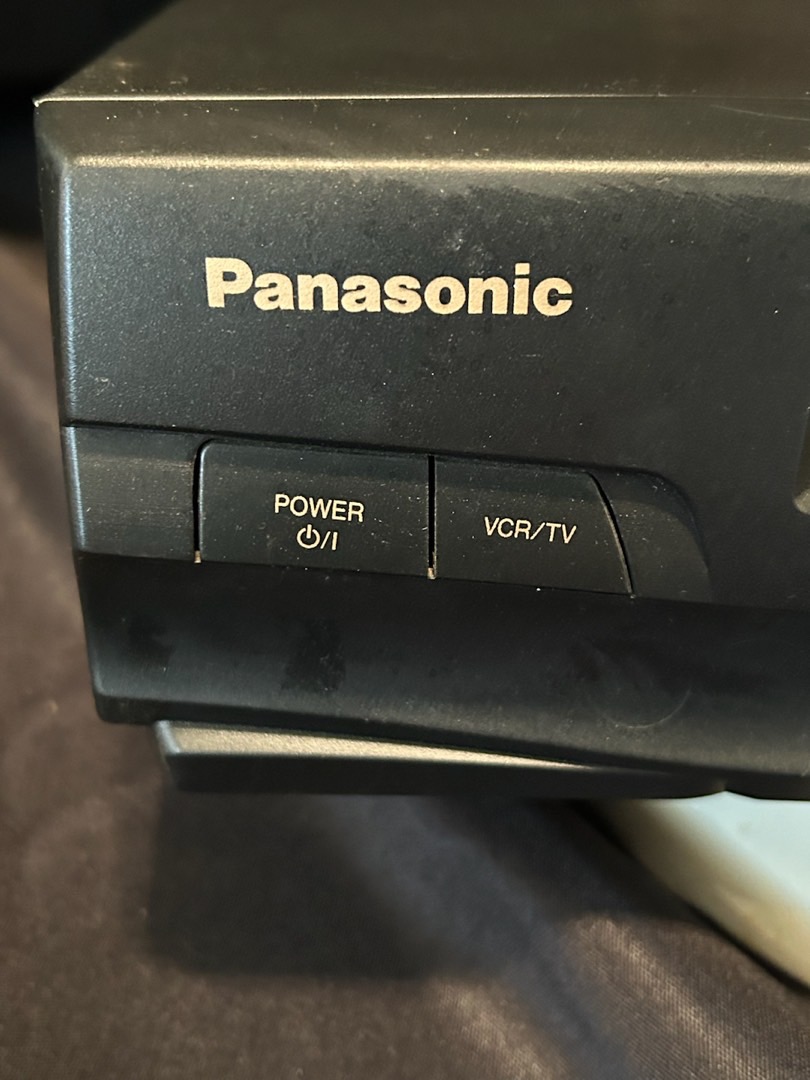 Panasonic
POWER
⏻/I
VCR/TV